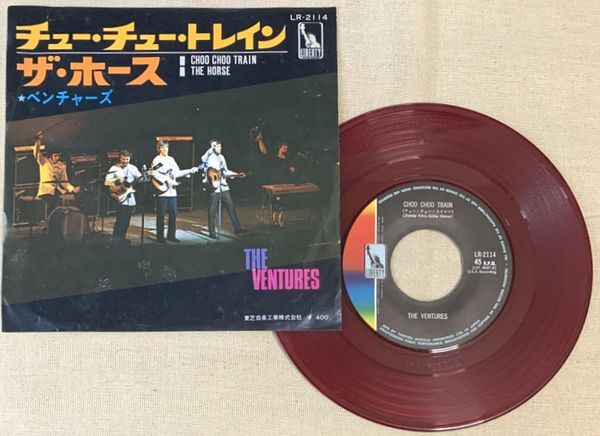 LR-2114
チュー・チュー・トレイン
ザ・ホース
CHOO CHOO TRAIN
THE HORSE
LIBERTY
★ベンチャーズ
THE
VENTURES
東芝音楽工業株式会社 ¥400
CHOO CHOO TRAIN
(チュー・チュー・トレイン)
LIBERTY
LR-2114
45 R.P.M.
U.S.A. Recording
THE VENTURES